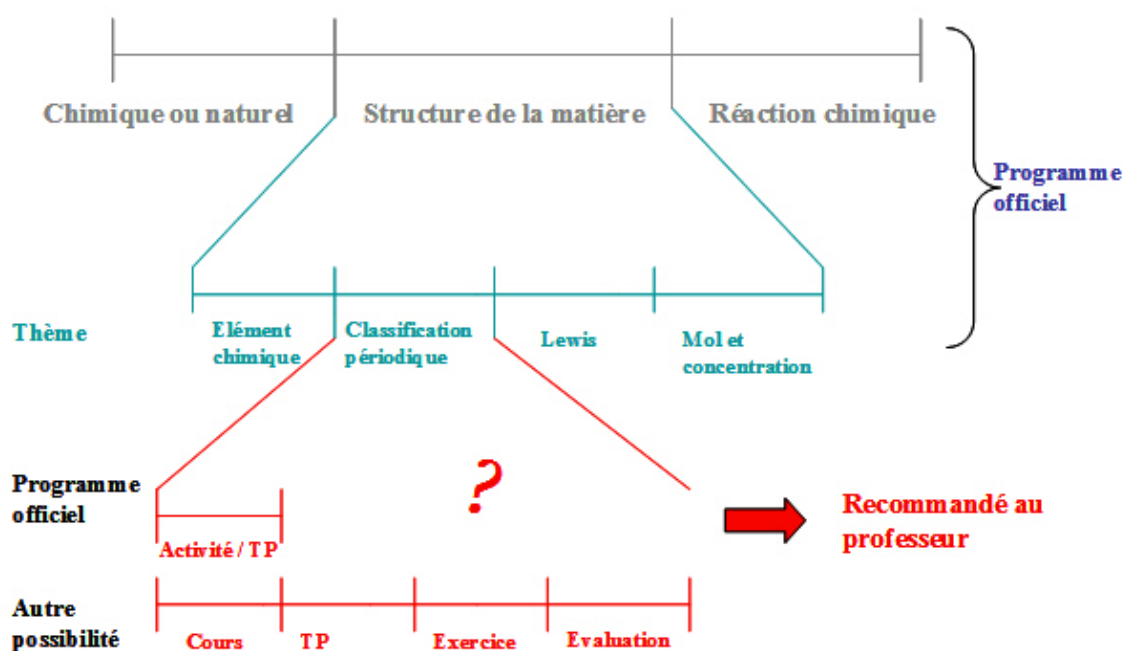 Chimique ou naturel
Structure de la matière
Réaction chimique
Programme
officiel
Thème
Elément
chimique
Classification
périodique
Lewis
Mol et
concentration
Programme
officiel
?
Activité / TP
Recommandé au
professeur
Autre
possibilité
Cours
TP
Exercice
Evaluation